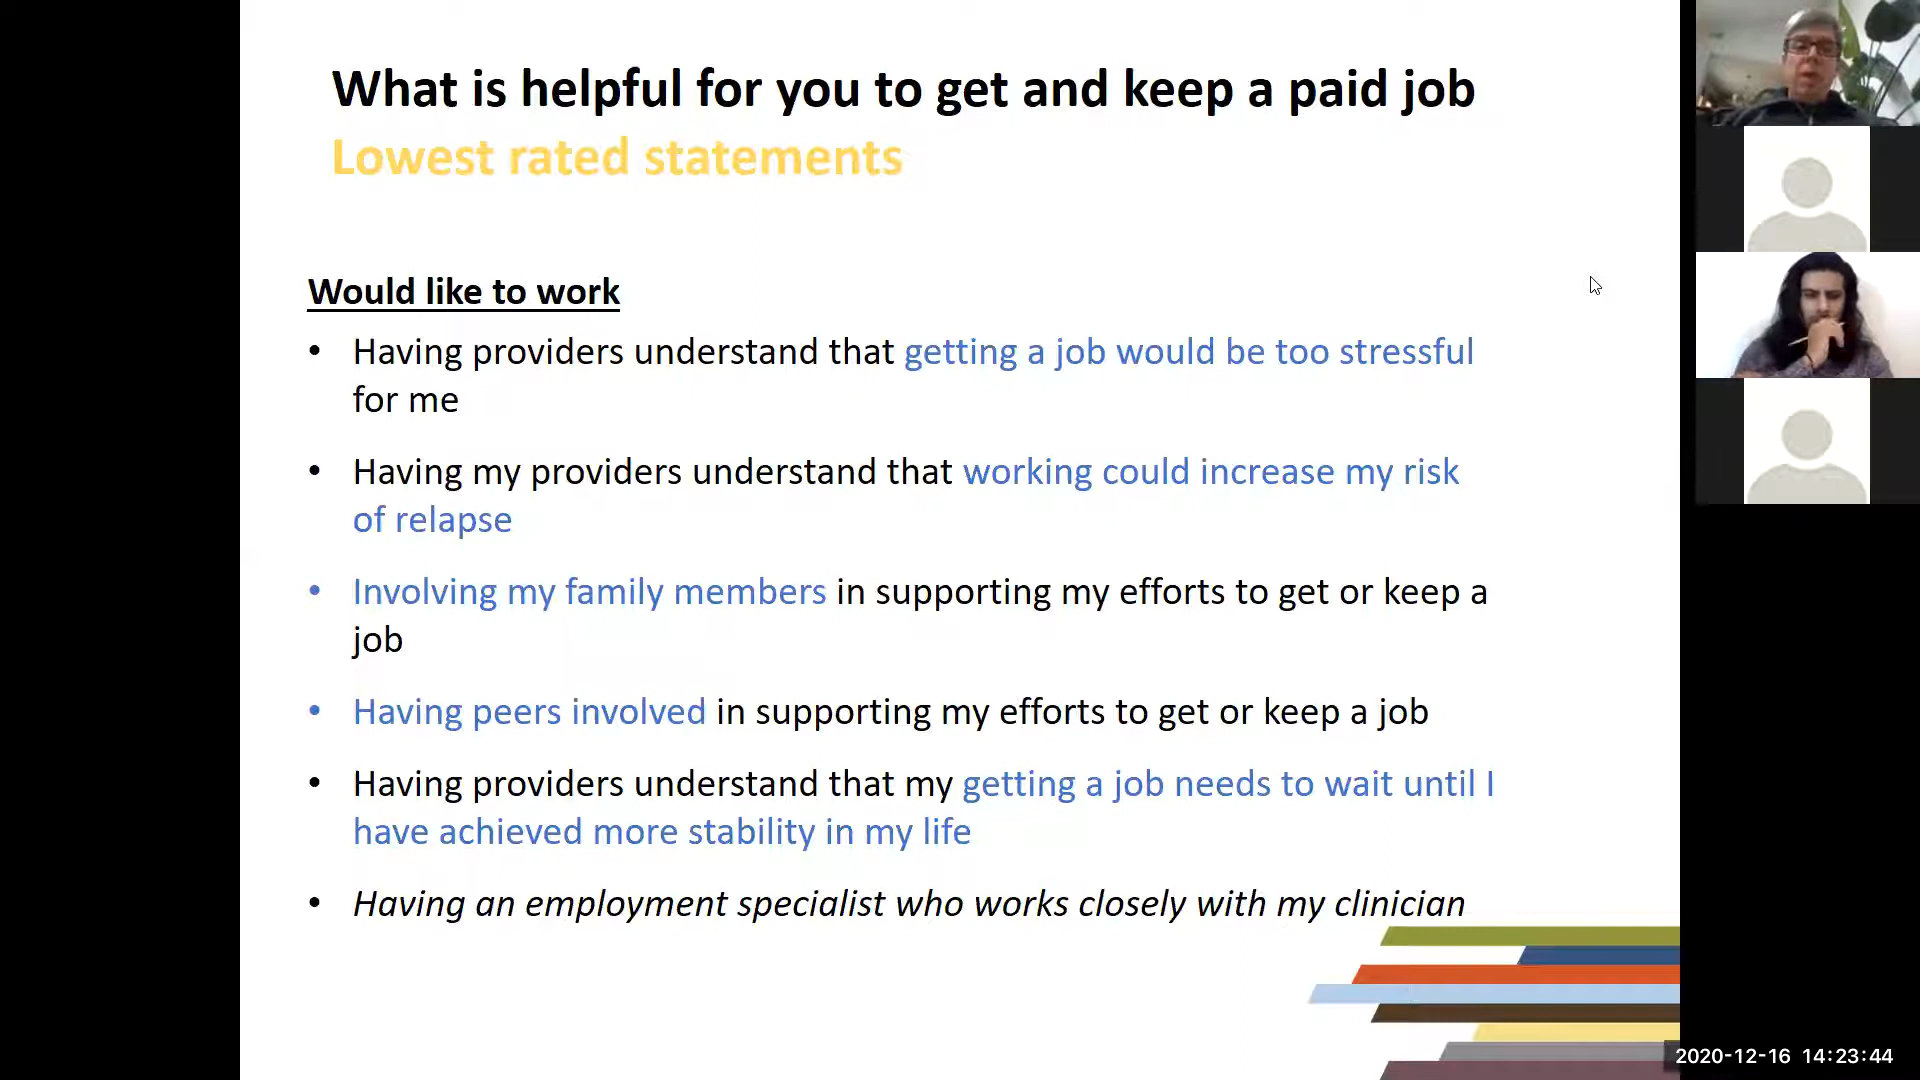 What is helpful for you to get and keep a paid job
Lowest rated statements
Would like to work
• Having providers understand that getting a job would be too stressful
for me
• Having my providers understand that working could increase my risk
of relapse
• Involving my family members in supporting my efforts to get or keep a
job
• Having peers involved in supporting my efforts to get or keep a job
• Having providers understand that my getting a job needs to wait until I
have achieved more stability in my life
• Having an employment specialist who works closely with my clinician
2020-12-16 14:23:44